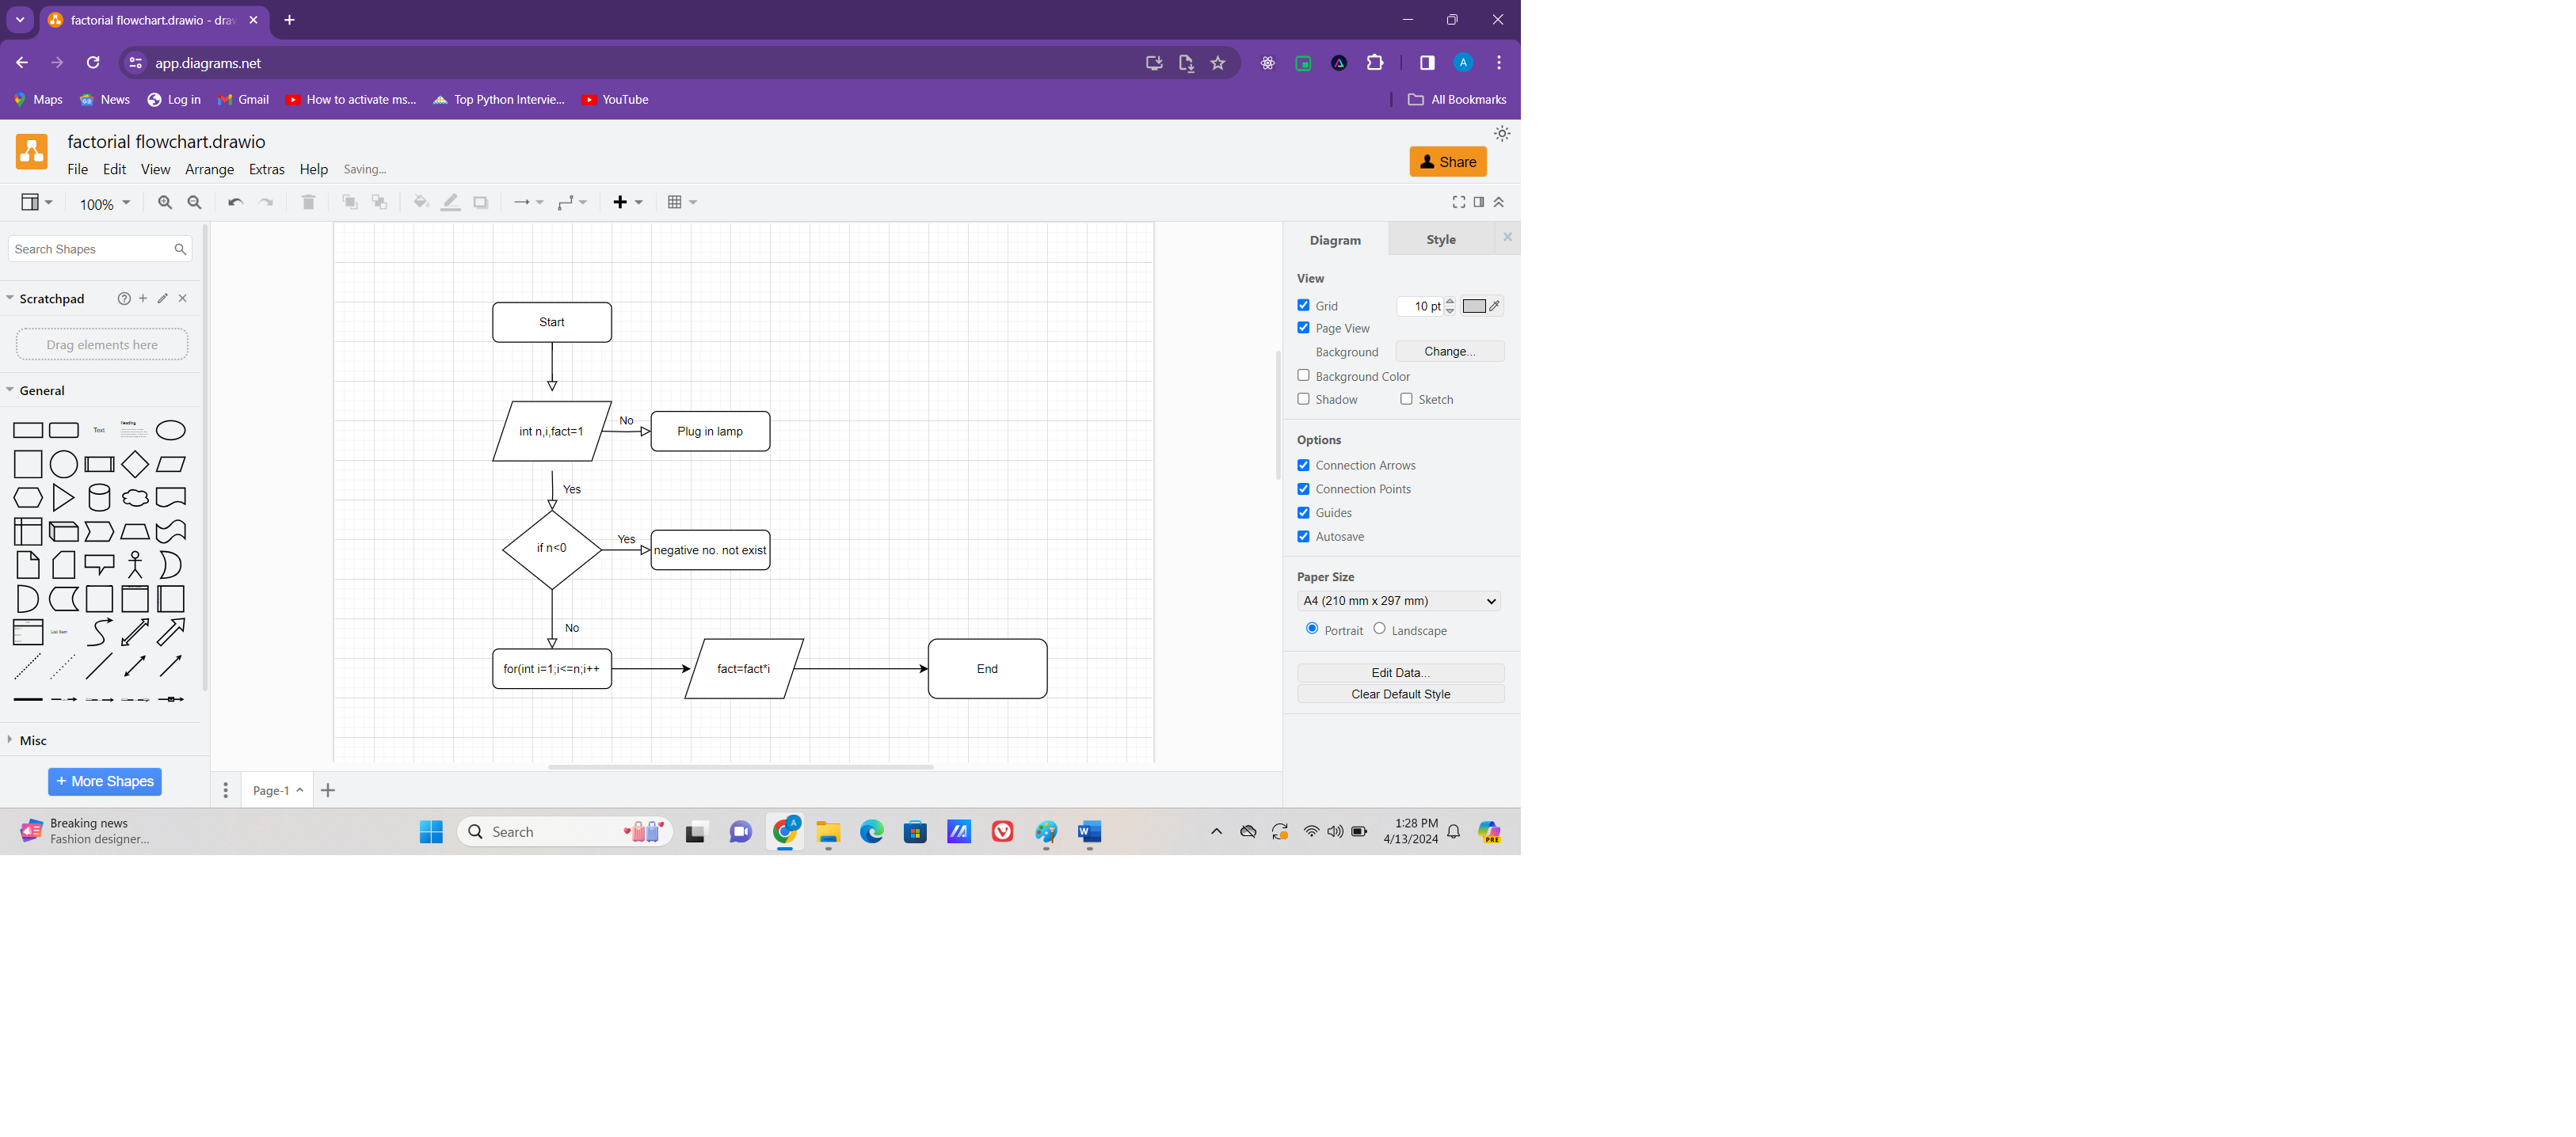 factorial flowchart.drawio - dra
app.diagrams.net
Maps
News
Log in
Gmail
How to activate ms...
Top Python Intervie...
YouTube
All Bookmarks
factorial flowchart.drawio
File Edit View Arrange Extras Help Saving...
Share
100%
Search Shapes
Scratchpad
Drag elements here
General
Text
Heading
List Item
Misc
+ More Shapes
Start
int n,i,fact=1
No
Plug in lamp
Yes
if n<0
Yes
negative no. not exist
No
for(int i=1;i<=n;i++
fact=fact*i
End
Page-1
Diagram
Style
View
Grid
10 pt
Page View
Background
Change...
Background Color
Shadow
Sketch
Options
Connection Arrows
Connection Points
Guides
Autosave
Paper Size
A4 (210 mm x 297 mm)
Portrait
Landscape
Edit Data...
Clear Default Style
Breaking news
Fashion designer...
Search
A
W
1:28 PM
4/13/2024
PRE